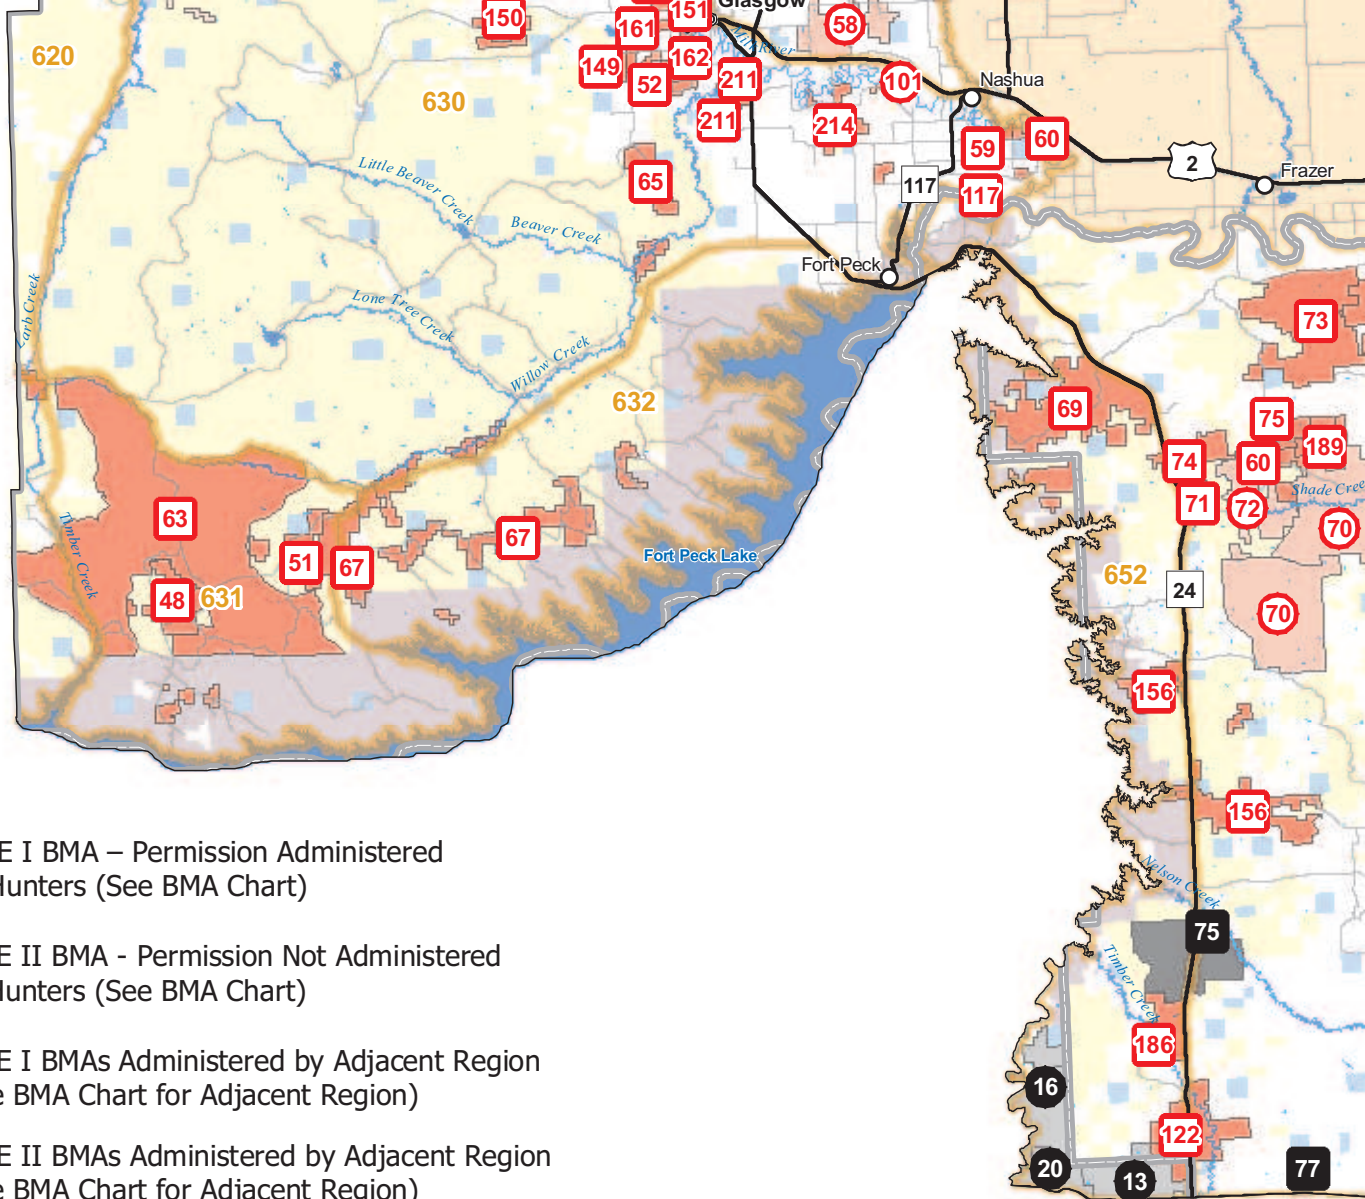 Glasgow
150
151
161
58
620
149
162
Milk River
52
211
101
Nashua
630
211
214
60
59
2
Little Beaver Creek
65
117
117
Frazer
Beaver Creek
Fort Peck
Larb Creek
Lone Tree Creek
73
Willow Creek
632
69
75
189
74
60
Shade Cree
71
72
63
70
Timber Creek
67
51
67
Fort Peck Lake
652
24
48
631
70
156
156
E I BMA – Permission Administered
Hunters (See BMA Chart)
Nelson Creek
75
E II BMA - Permission Not Administered
Hunters (See BMA Chart)
Timber Creek
186
E I BMAs Administered by Adjacent Region
e BMA Chart for Adjacent Region)
16
122
E II BMAs Administered by Adjacent Region
e BMA Chart for Adjacent Region)
20
13
77